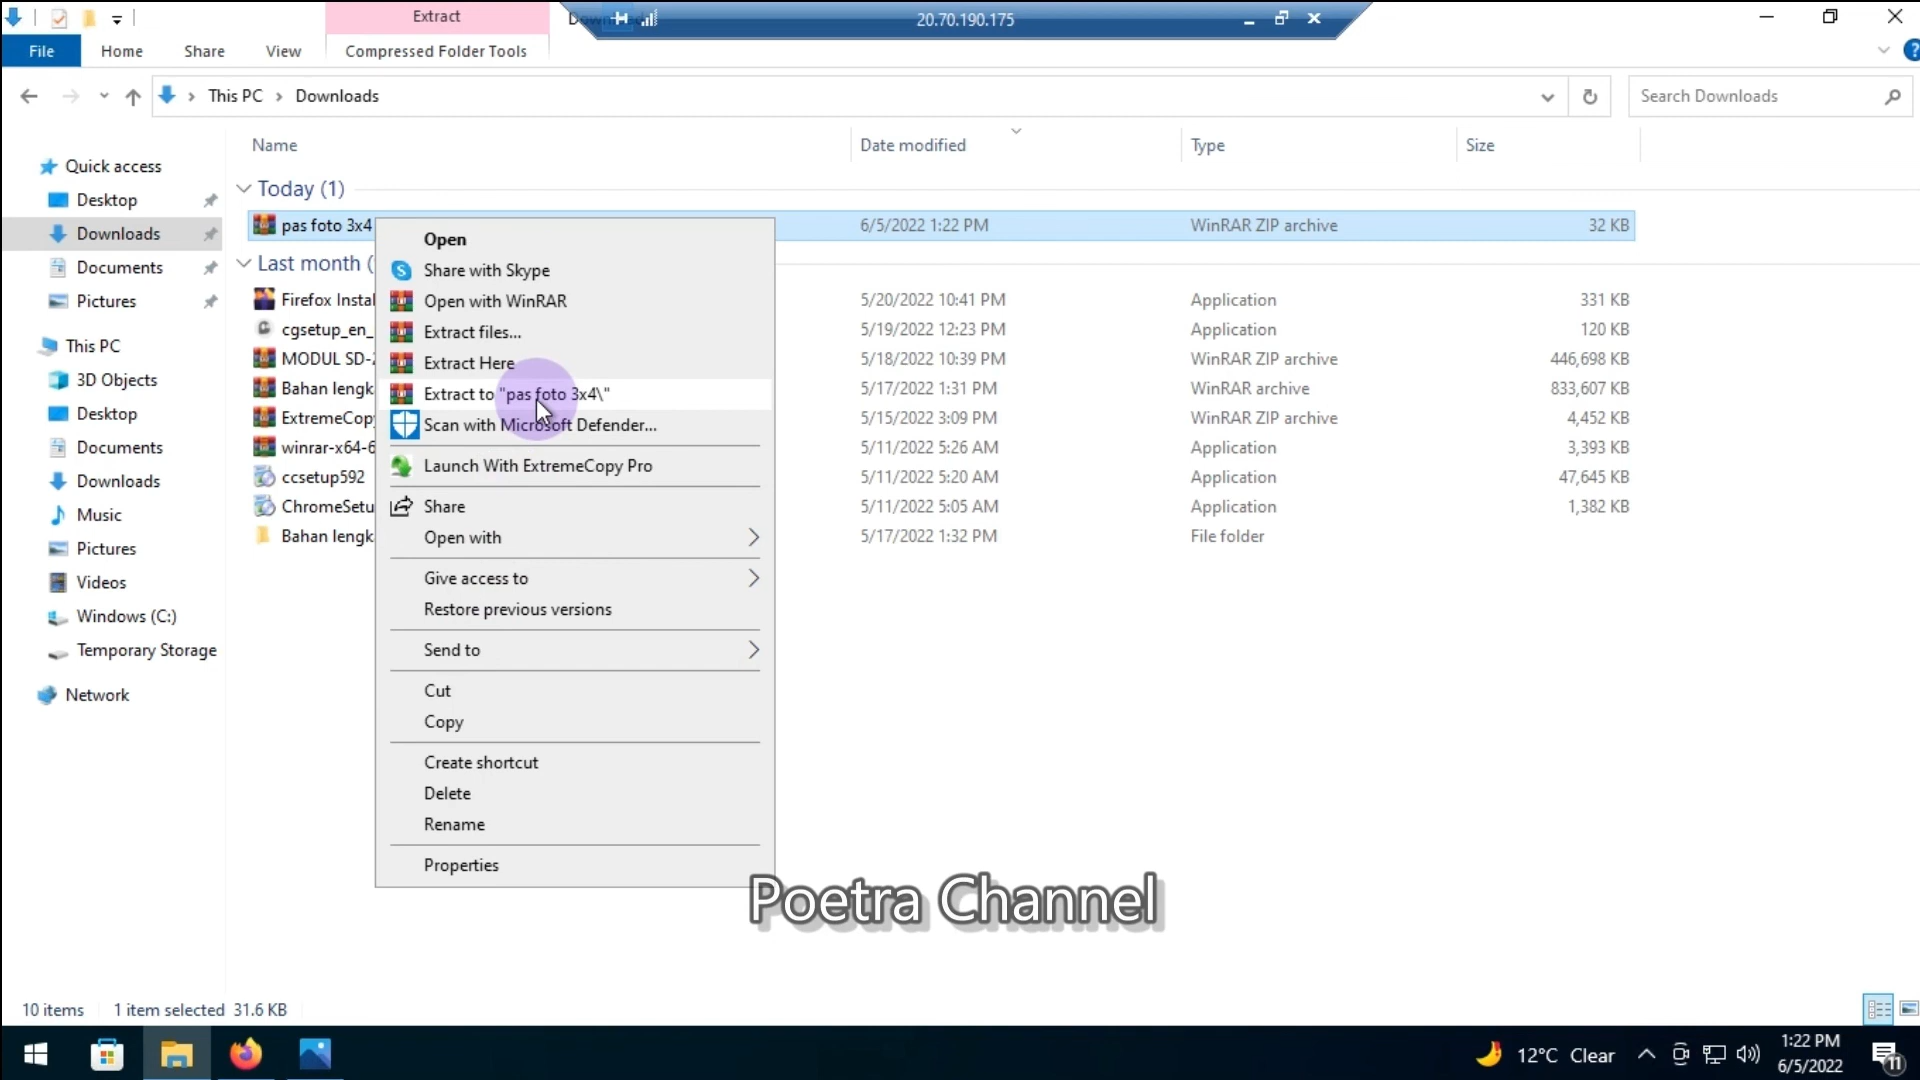 Extract
20.70.190.175
File Home Share View Compressed Folder Tools
This PC Downloads
Search Downloads
Name Date modified Type Size
Quick access
Desktop
Downloads
Documents
Pictures
This PC
3D Objects
Desktop
Documents
Downloads
Music
Pictures
Videos
Windows (C:)
Temporary Storage
Network
Today (1)
pas foto 3x4 6/5/2022 1:22 PM WinRAR ZIP archive 32 KB
Last month (
Firefox Instal 5/20/2022 10:41 PM Application 331 KB
cgsetup_en_ 5/19/2022 12:23 PM Application 120 KB
MODUL SD-2 5/18/2022 10:39 PM WinRAR ZIP archive 446,698 KB
Bahan lengk 5/17/2022 1:31 PM WinRAR archive 833,607 KB
ExtremeCopy 5/15/2022 3:09 PM WinRAR ZIP archive 4,452 KB
winrar-x64-6 5/11/2022 5:26 AM Application 3,393 KB
ccsetup592 5/11/2022 5:20 AM Application 47,645 KB
ChromeSetu 5/11/2022 5:05 AM Application 1,382 KB
Bahan lengk 5/17/2022 1:32 PM File folder
Open
Share with Skype
Open with WinRAR
Extract files...
Extract Here
Extract to "pas foto 3x4\"
Scan with Microsoft Defender...
Launch With ExtremeCopy Pro
Share
Open with
Give access to
Restore previous versions
Send to
Cut
Copy
Create shortcut
Delete
Rename
Properties
Poetra Channel
10 items 1 item selected 31.6 KB
12°C Clear
1:22 PM
6/5/2022
11